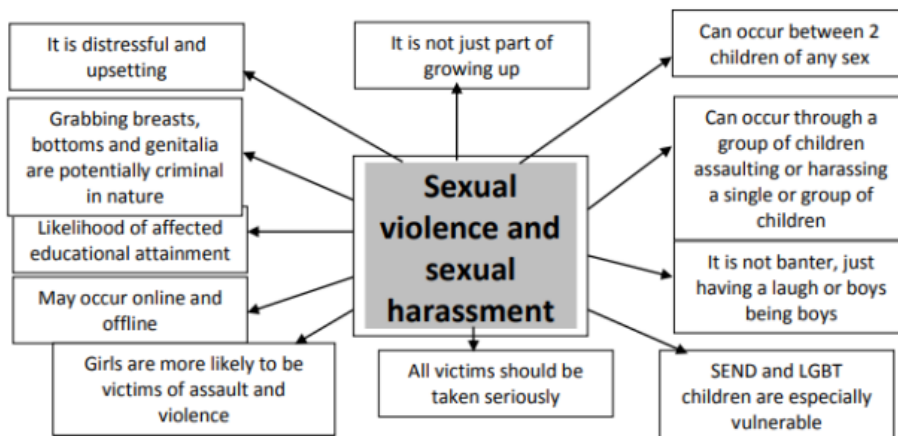 It is distressful and
upsetting
It is not just part of
growing up
Can occur between 2
children of any sex
Grabbing breasts,
bottoms and genitalia
are potentially criminal
in nature
Can occur through a
group of children
assaulting or harassing
a single or group of
children
Sexual
violence and
sexual
harassment
Likelihood of affected
educational attainment
It is not banter, just
having a laugh or boys
being boys
May occur online and
offline
Girls are more likely to be
victims of assault and
violence
All victims should be
taken seriously
SEND and LGBT
children are especially
vulnerable